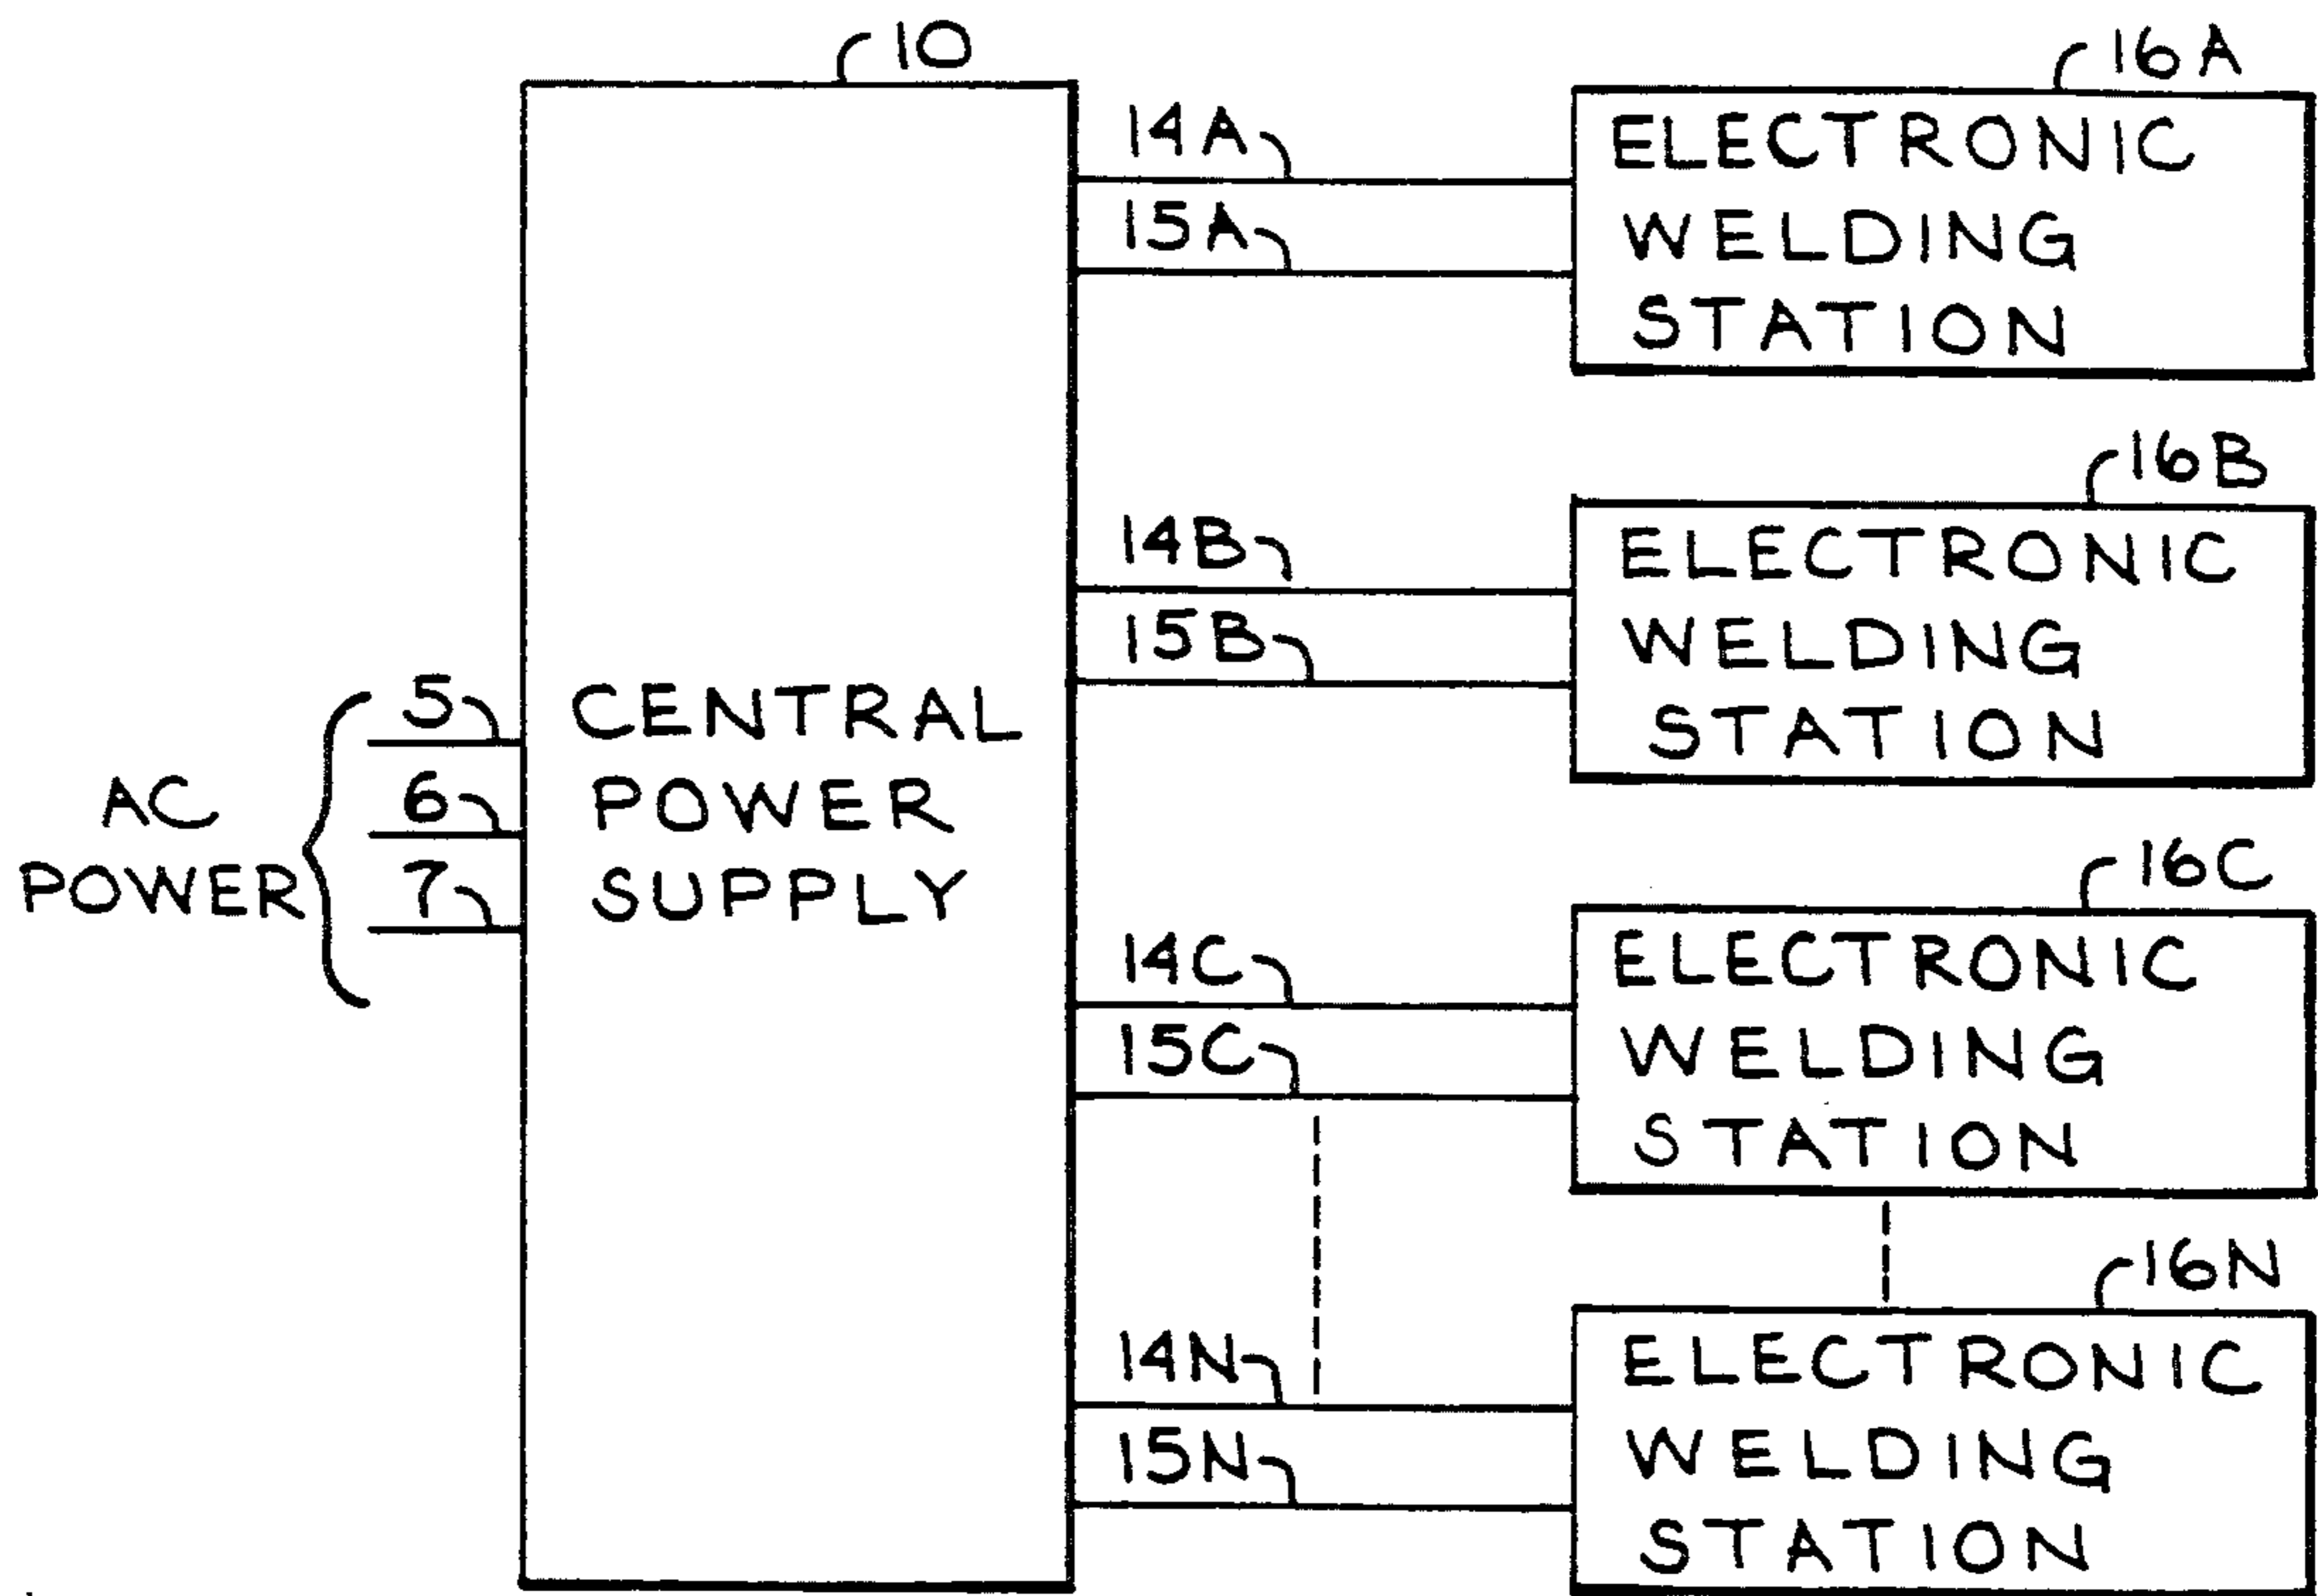 10
14A
15A
16A
ELECTRONIC
WELDING
STATION
14B
15B
16B
ELECTRONIC
WELDING
STATION
AC
POWER
5
6
7
CENTRAL
POWER
SUPPLY
14C
15C
16C
ELECTRONIC
WELDING
STATION
14N
15N
16N
ELECTRONIC
WELDING
STATION